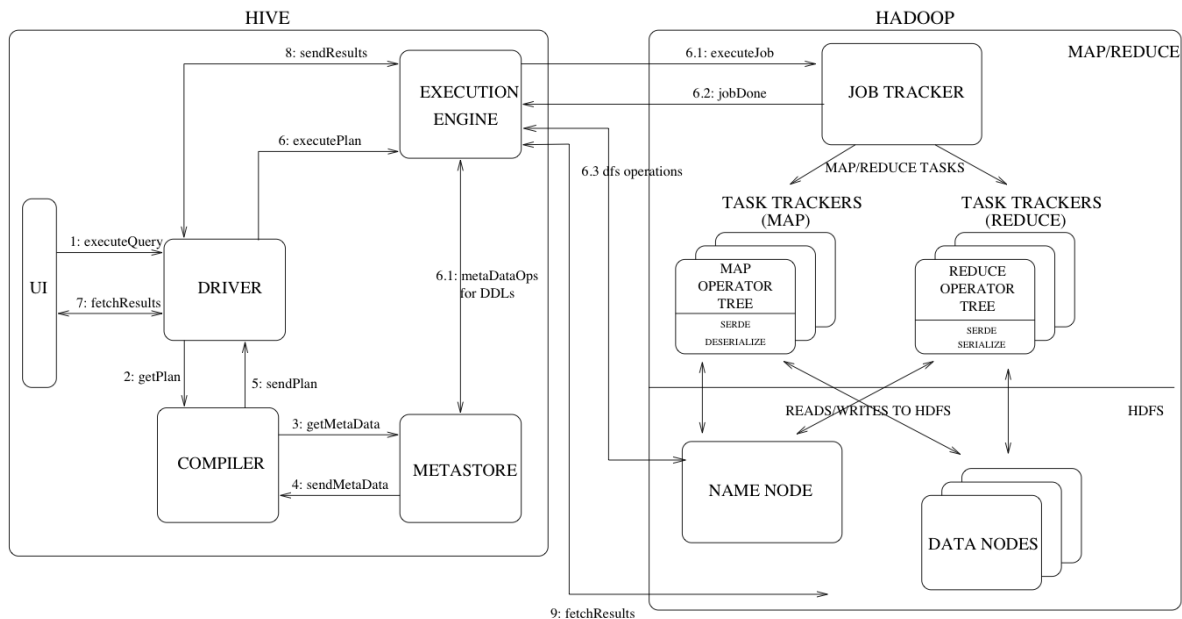 HIVE
HADOOP
8: sendResults
6.1: executeJob
MAP/REDUCE
EXECUTION
ENGINE
6.2: jobDone
JOB TRACKER
6: executePlan
6.3 dfs operations
MAP/REDUCE TASKS
TASK TRACKERS
(MAP)
TASK TRACKERS
(REDUCE)
1: executeQuery
UI
DRIVER
7: fetchResults
6.1: metaDataOps
for DDLs
MAP
OPERATOR
TREE
SERDE
DESERIALIZE
REDUCE
OPERATOR
TREE
SERDE
SERIALIZE
2: getPlan
5: sendPlan
READS/WRITES TO HDFS
HDFS
3: getMetaData
COMPILER
METASTORE
4: sendMetaData
NAME NODE
DATA NODES
9: fetchResults